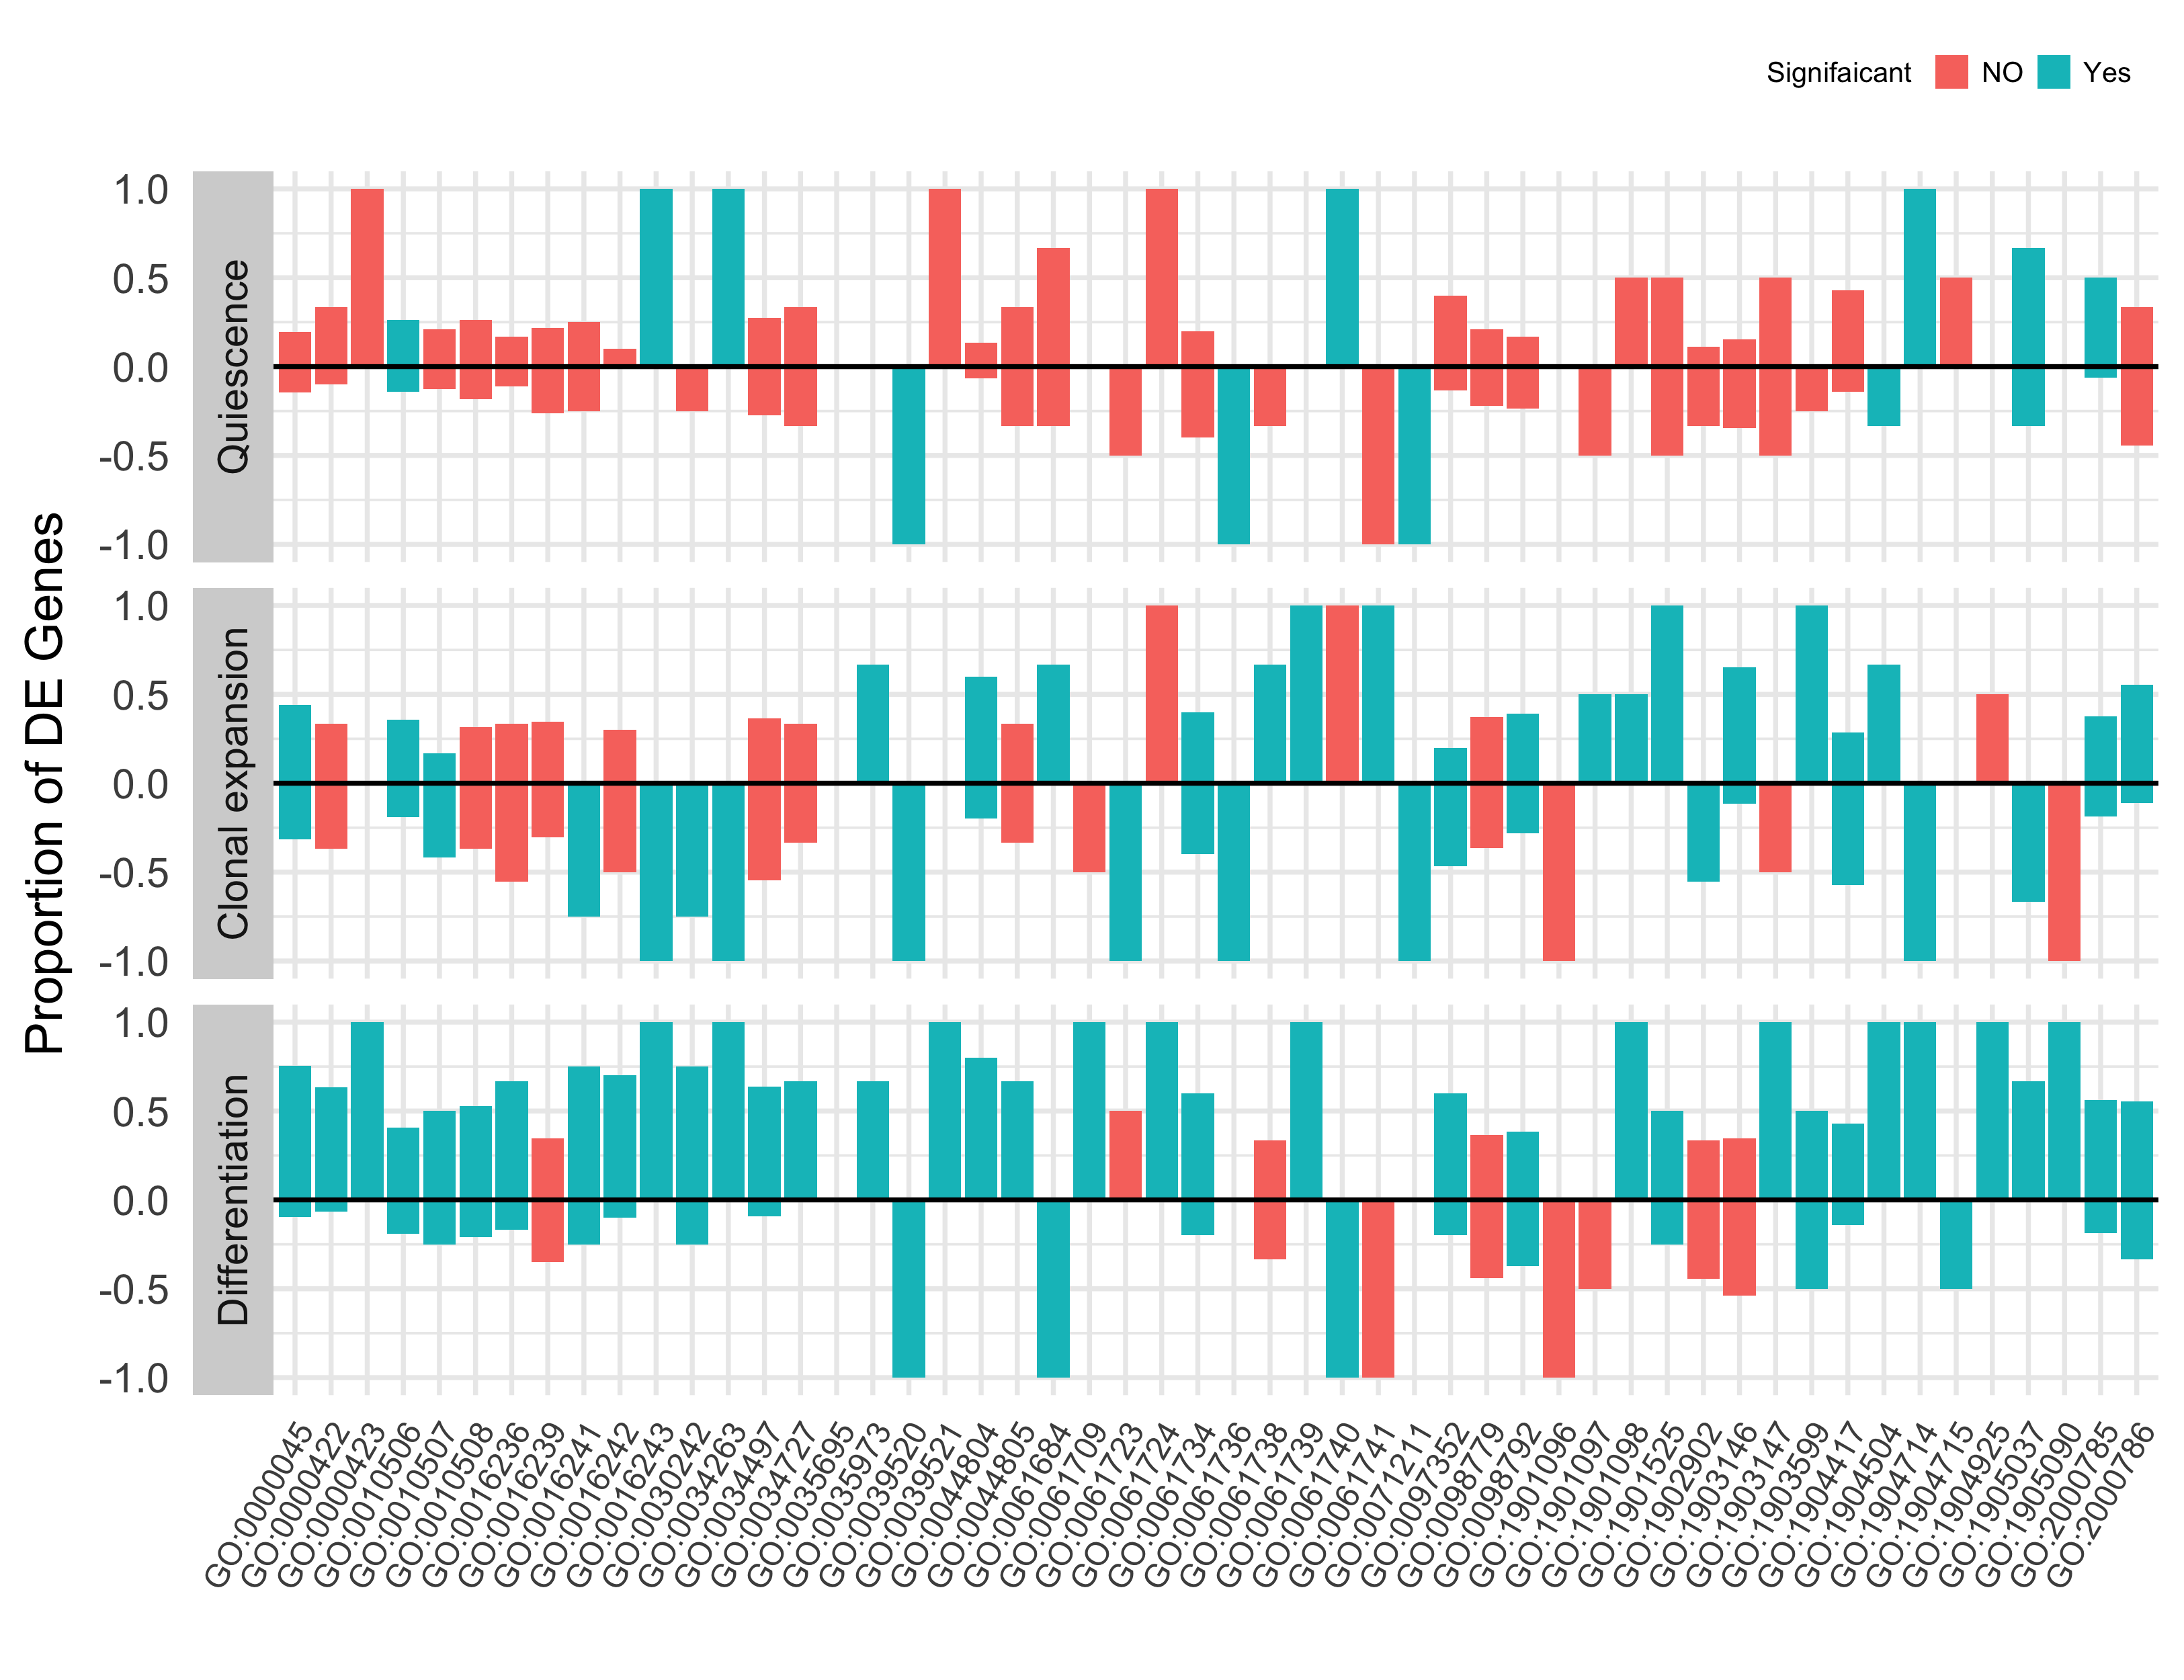 Signifaicant NO Yes
Proportion of DE Genes
Quiescence
1.0
0.5
0.0
-0.5
-1.0
Clonal expansion
1.0
0.5
0.0
-0.5
-1.0
Differentiation
1.0
0.5
0.0
-0.5
-1.0
GO:0000045
GO:0000422
GO:0000423
GO:0010506
GO:0010507
GO:0010508
GO:0016236
GO:0016239
GO:0016241
GO:0016242
GO:0016243
GO:0030242
GO:0034263
GO:0034497
GO:0034727
GO:0035695
GO:0035973
GO:0039520
GO:0039521
GO:0044804
GO:0044805
GO:0061684
GO:0061709
GO:0061723
GO:0061724
GO:0061734
GO:0061736
GO:0061738
GO:0061739
GO:0061740
GO:0061741
GO:0071211
GO:0097352
GO:0098779
GO:0098792
GO:1901096
GO:1901097
GO:1901098
GO:1901525
GO:1902902
GO:1903146
GO:1903147
GO:1903599
GO:1904417
GO:1904504
GO:1904714
GO:1904715
GO:1904925
GO:1905037
GO:1905090
GO:2000785
GO:2000786